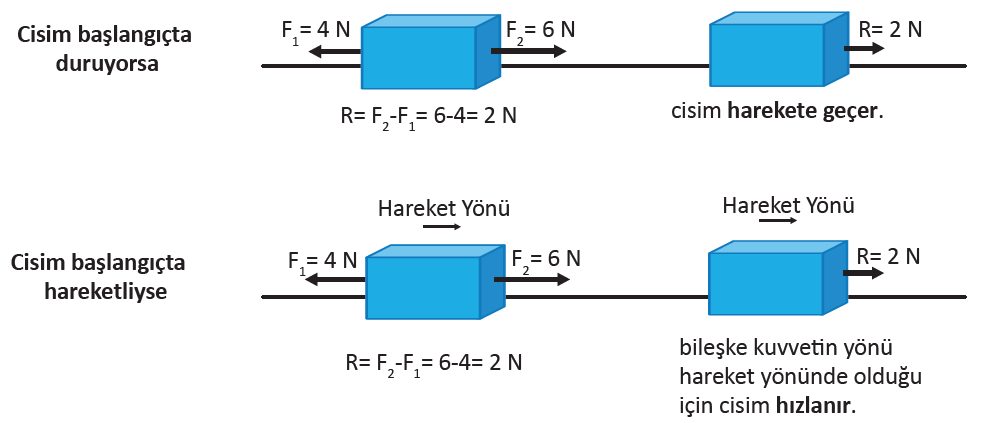 Cisim başlangıçta
duruyorsa
F₁= 4 N
F₂= 6 N
R= F₂-F₁= 6-4= 2 N
R= 2 N
cisim harekete geçer.
Cisim başlangıçta
hareketliyse
Hareket Yönü
F₁= 4 N
F₂= 6 N
R= F₂-F₁= 6-4= 2 N
Hareket Yönü
R= 2 N
bileşke kuvvetin yönü
hareket yönünde olduğu
için cisim hızlanır.